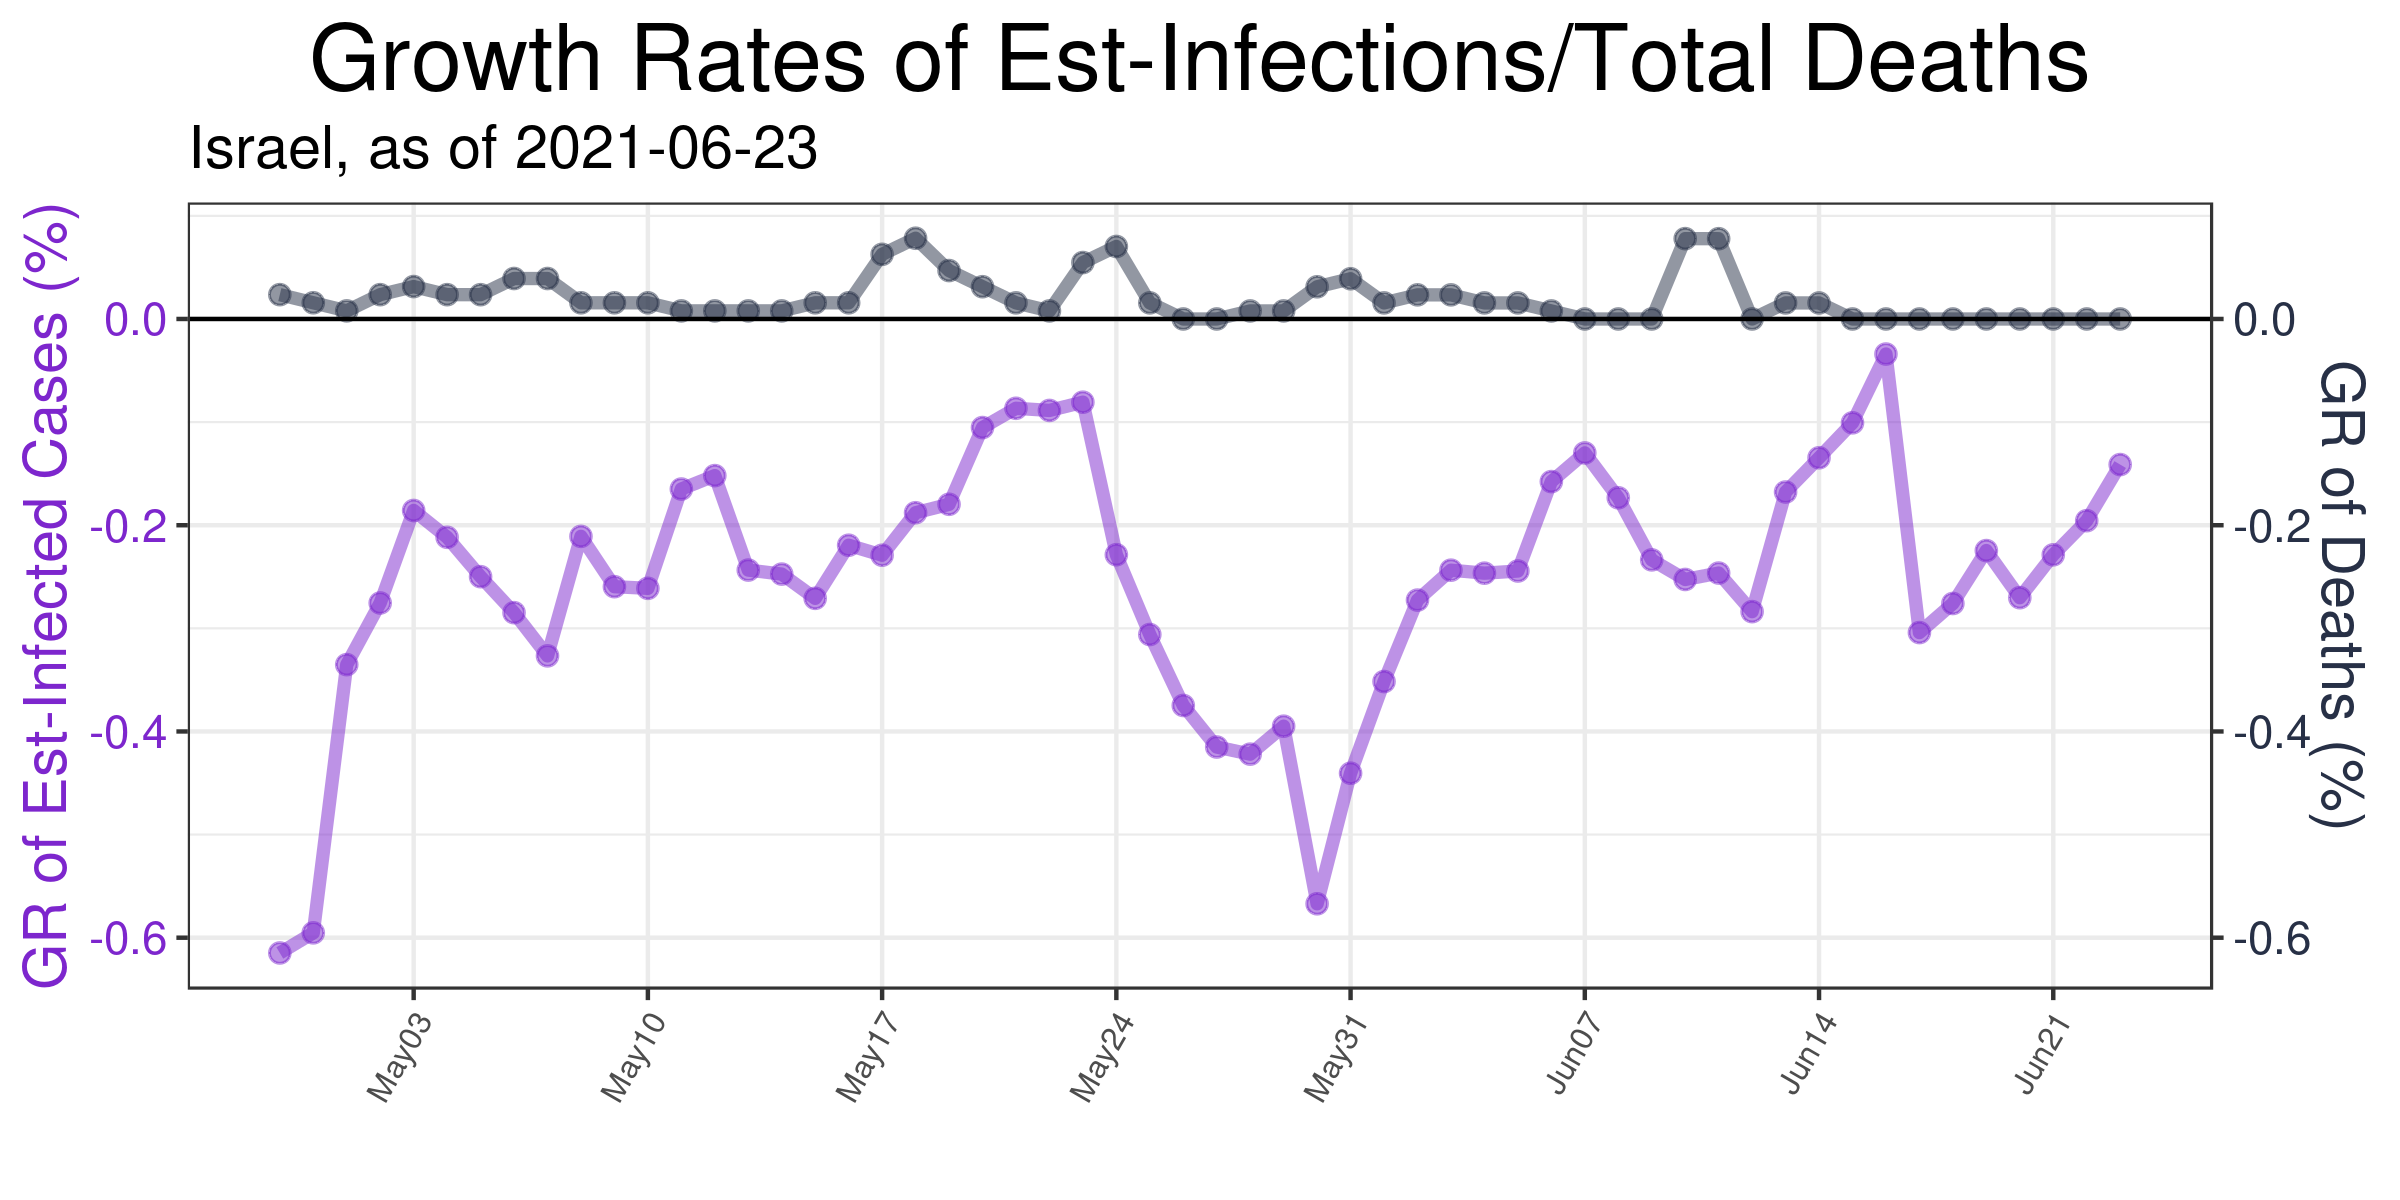 Growth Rates of Est-Infections/Total Deaths
Israel, as of 2021-06-23
GR of Est-Infected Cases (%)
0.0
-0.2
-0.4
-0.6
0.0
-0.2
-0.4
-0.6
GR of Deaths (%)
May03
May10
May17
May24
May31
Jun07
Jun14
Jun21